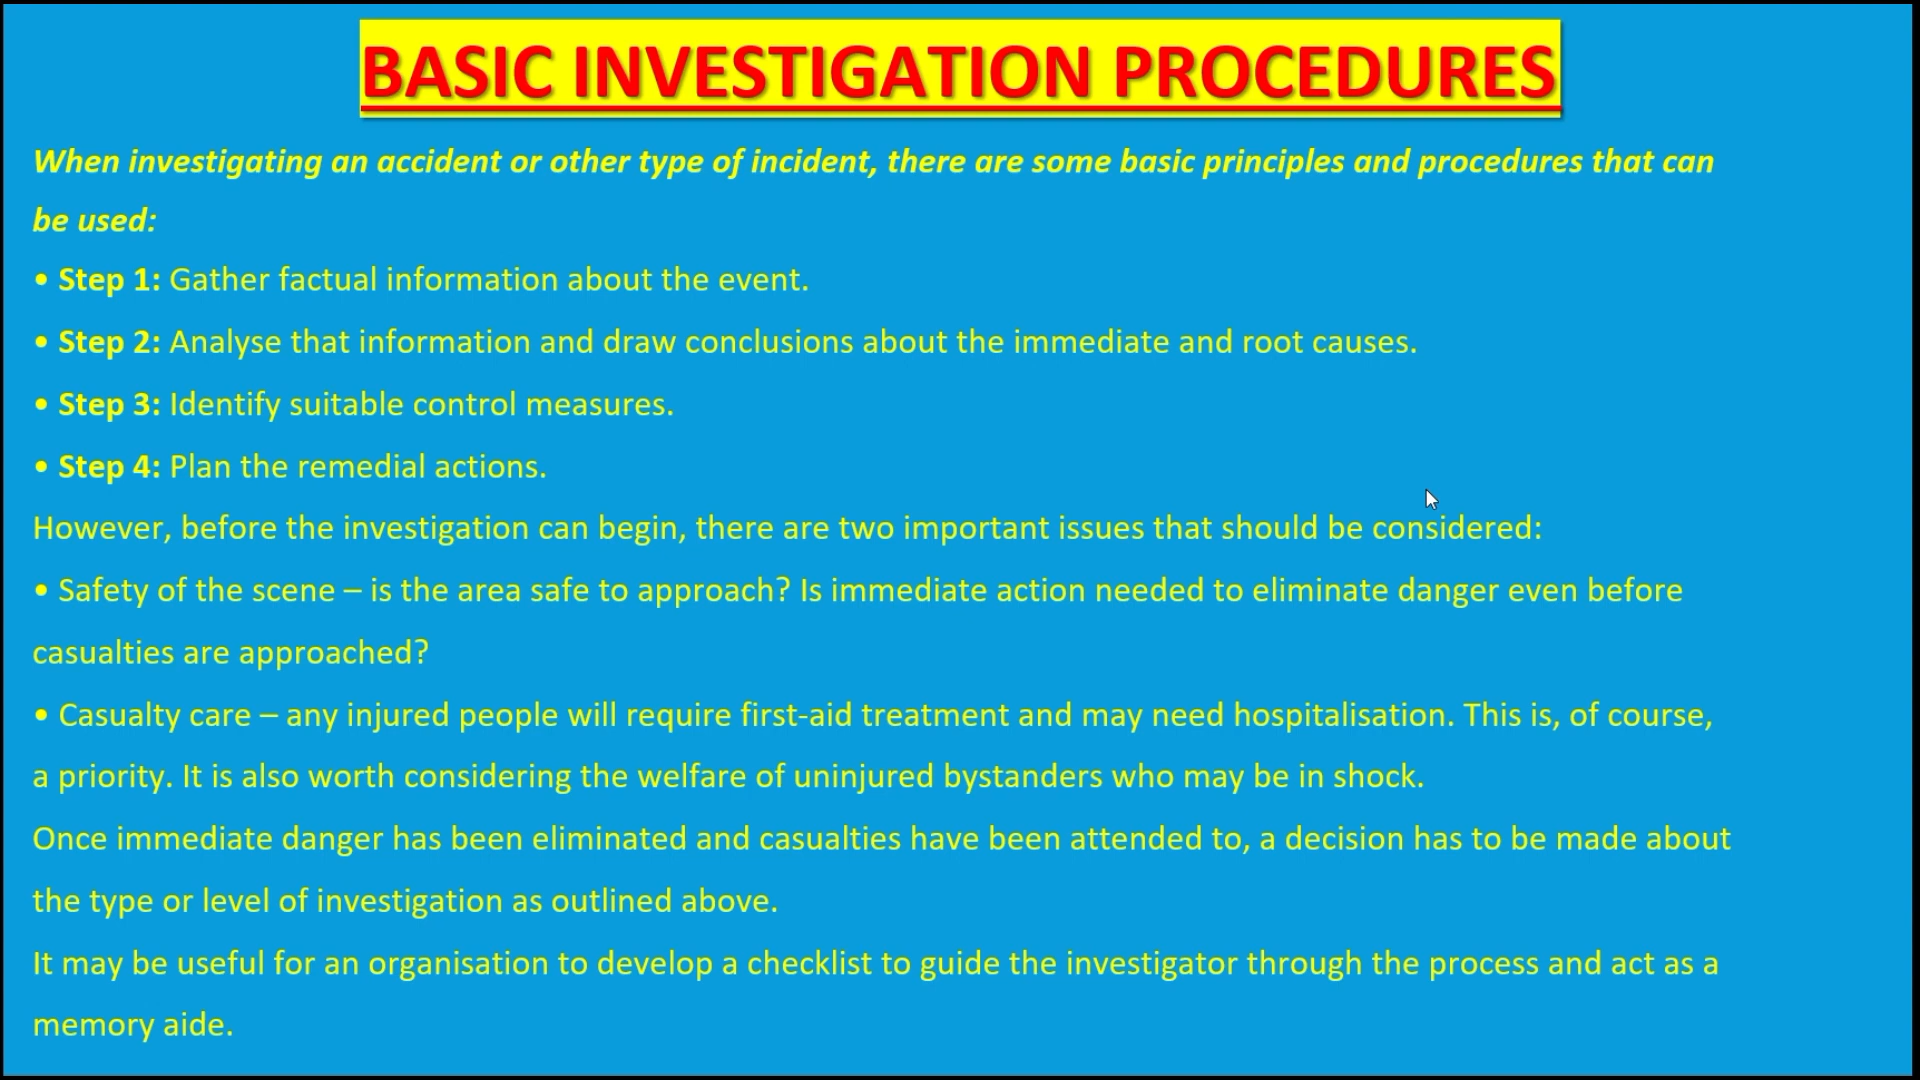 BASIC INVESTIGATION PROCEDURES
When investigating an accident or other type of incident, there are some basic principles and procedures that can
be used:
• Step 1: Gather factual information about the event.
• Step 2: Analyse that information and draw conclusions about the immediate and root causes.
• Step 3: Identify suitable control measures.
• Step 4: Plan the remedial actions.
However, before the investigation can begin, there are two important issues that should be considered:
• Safety of the scene – is the area safe to approach? Is immediate action needed to eliminate danger even before
casualties are approached?
• Casualty care – any injured people will require first-aid treatment and may need hospitalisation. This is, of course,
a priority. It is also worth considering the welfare of uninjured bystanders who may be in shock.
Once immediate danger has been eliminated and casualties have been attended to, a decision has to be made about
the type or level of investigation as outlined above.
It may be useful for an organisation to develop a checklist to guide the investigator through the process and act as a
memory aide.